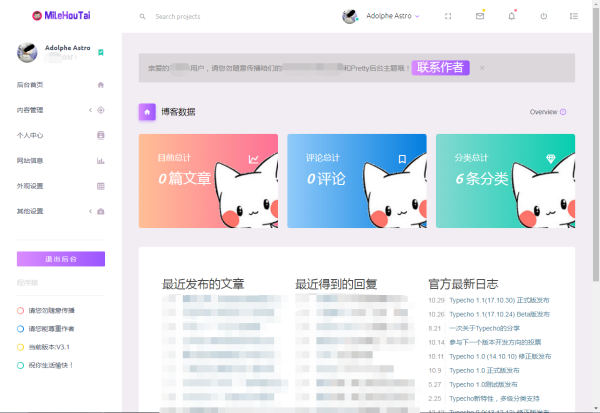 MiLeHouTai
Search projects
Adolphe Astro
Adolphe Astro
后台首页
内容管理
个人中心
网站信息
外观设置
其他设置
退出后台
请您勿随意传播
请您能尊重作者
当前版本:V3.1
祝你生活愉快！
亲爱的
用户，请您勿随意传播咱们的
和Pretty后台主题哦！
联系作者
博客数据
Overview
目前总计
0 篇文章
评论总计
0 评论
分类总计
6 条分类
最近发布的文章
最近得到的回复
官方最新日志
10.29 Typecho 1.1(17.10.30) 正式版发布
10.26 Typecho 1.1(17.10.24) Beta版发布
8.21 一次关于Typecho的分享
10.14 参与下一个版本开发方向的投票
10.11 Typecho 1.0 (14.10.10) 修正版发布
10.9 Typecho 1.0 正式版发布
5.27 Typecho 1.0测试版发布
2.25 Typecho新特性，多级分类支持